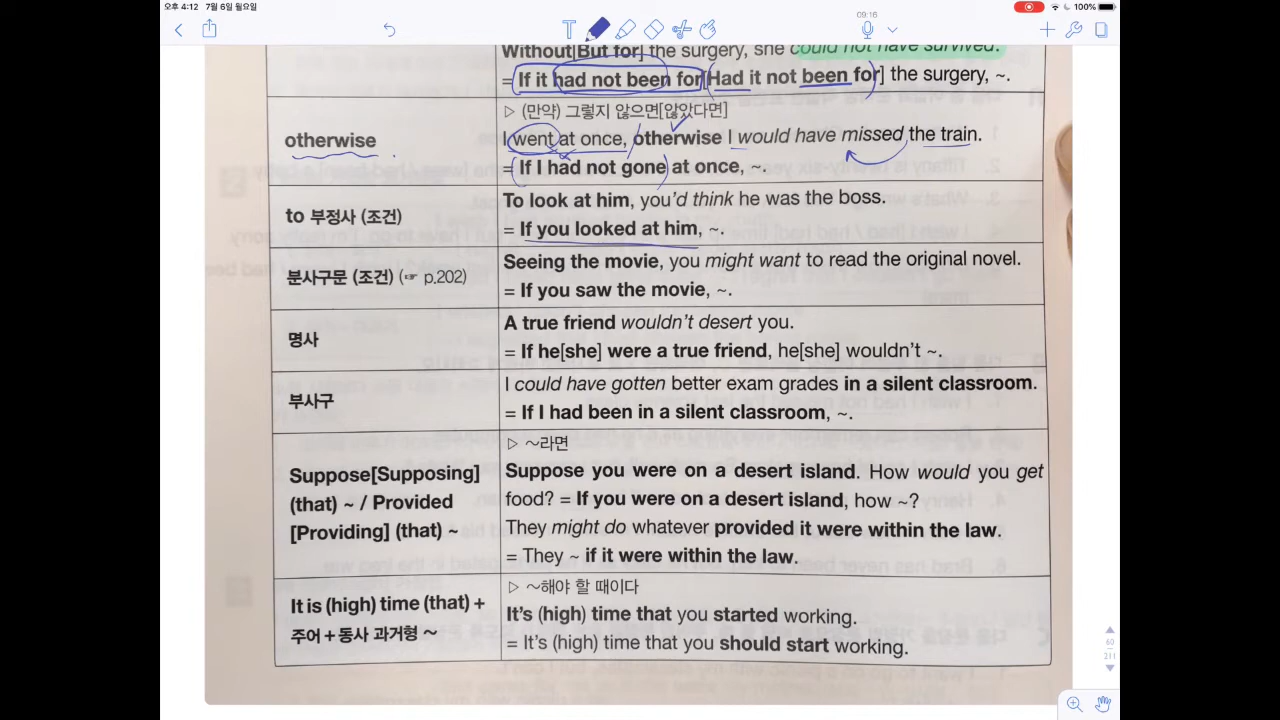 오후 4:12 7월 6일 월요일
100%
09:16
Without[But for] the surgery, she could not have survived.
= If it had not been for[Had it not been for] the surgery, ~.
otherwise
▷ (만약) 그렇지 않으면[않았다면]
I went at once, otherwise I would have missed the train.
= If I had not gone at once, ~.
to 부정사 (조건)
To look at him, you'd think he was the boss.
= If you looked at him, ~.
분사구문 (조건) (☞ p.202)
Seeing the movie, you might want to read the original novel.
= If you saw the movie, ~.
명사
A true friend wouldn't desert you.
= If he[she] were a true friend, he[she] wouldn't ~.
부사구
I could have gotten better exam grades in a silent classroom.
= If I had been in a silent classroom, ~.
Suppose[Supposing]
(that) ~ / Provided
[Providing] (that) ~
▷ ~라면
Suppose you were on a desert island. How would you get
food? = If you were on a desert island, how ~?
They might do whatever provided it were within the law.
= They ~ if it were within the law.
It is (high) time (that) +
주어 + 동사 과거형 ~
▷ ~해야 할 때이다
It's (high) time that you started working.
= It's (high) time that you should start working.
60
211